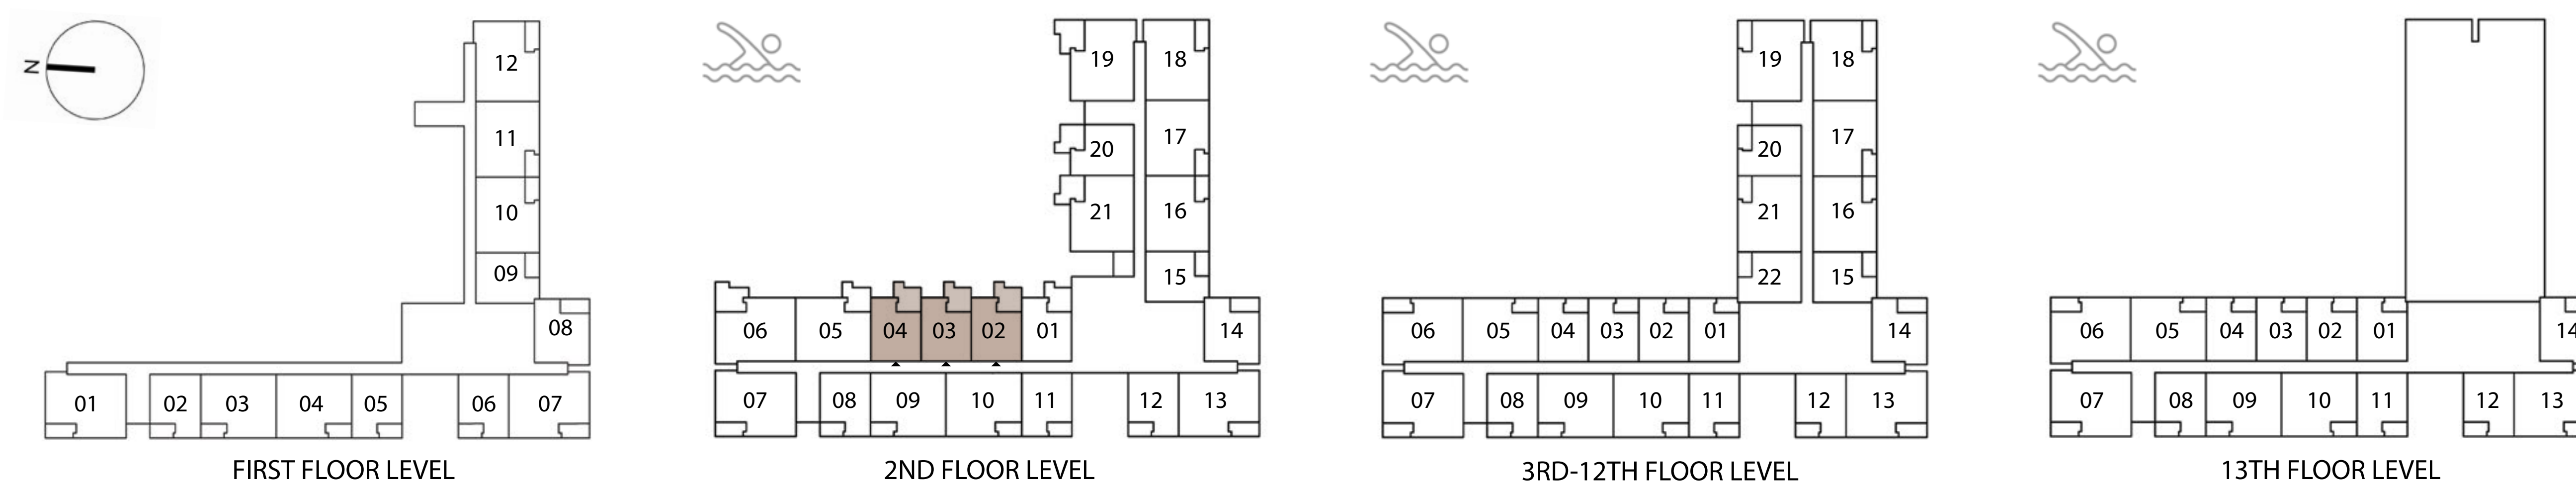 N
12
11
10
09
08
01 02 03 04 05 06 07
FIRST FLOOR LEVEL
19 18
17
20
21 16
15
06 05 04 03 02 01 14
07 08 09 10 11 12 13
2ND FLOOR LEVEL
19 18
17
20
21 16
22 15
06 05 04 03 02 01 14
07 08 09 10 11 12 13
3RD-12TH FLOOR LEVEL
06 05 04 03 02 01 14
07 08 09 10 11 12 13
13TH FLOOR LEVEL